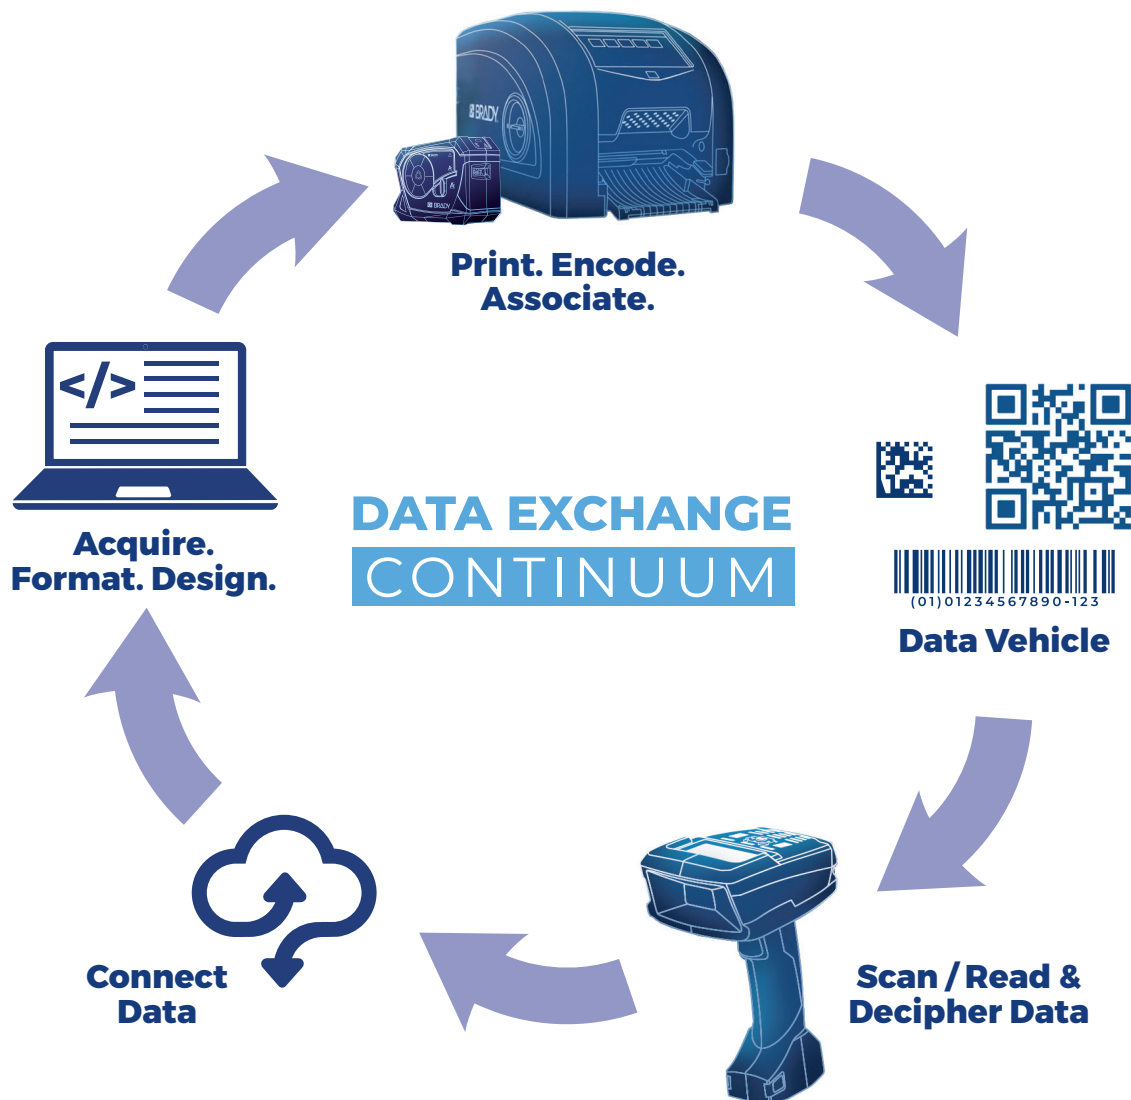 BRADY
BRADY
Print. Encode.
Associate.
</>
Acquire.
Format. Design.
DATA EXCHANGE
CONTINUUM
(01)01234567890-123
Data Vehicle
Connect
Data
Scan / Read &
Decipher Data